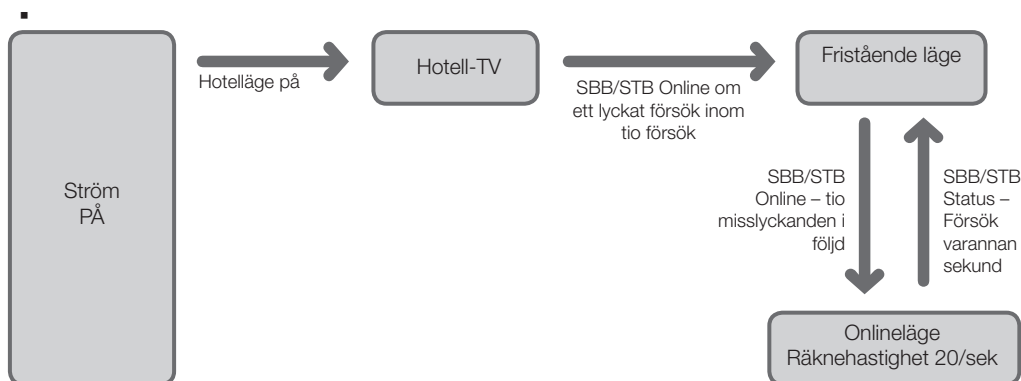 Ström
PÅ
Hotelläge på
Hotell-TV
SBB/STB Online om
ett lyckat försök inom
tio försök
Fristående läge
SBB/STB
Online – tio
misslyckanden i
följd
SBB/STB
Status –
Försök
varannan
sekund
Onlineläge
Räknehastighet 20/sek